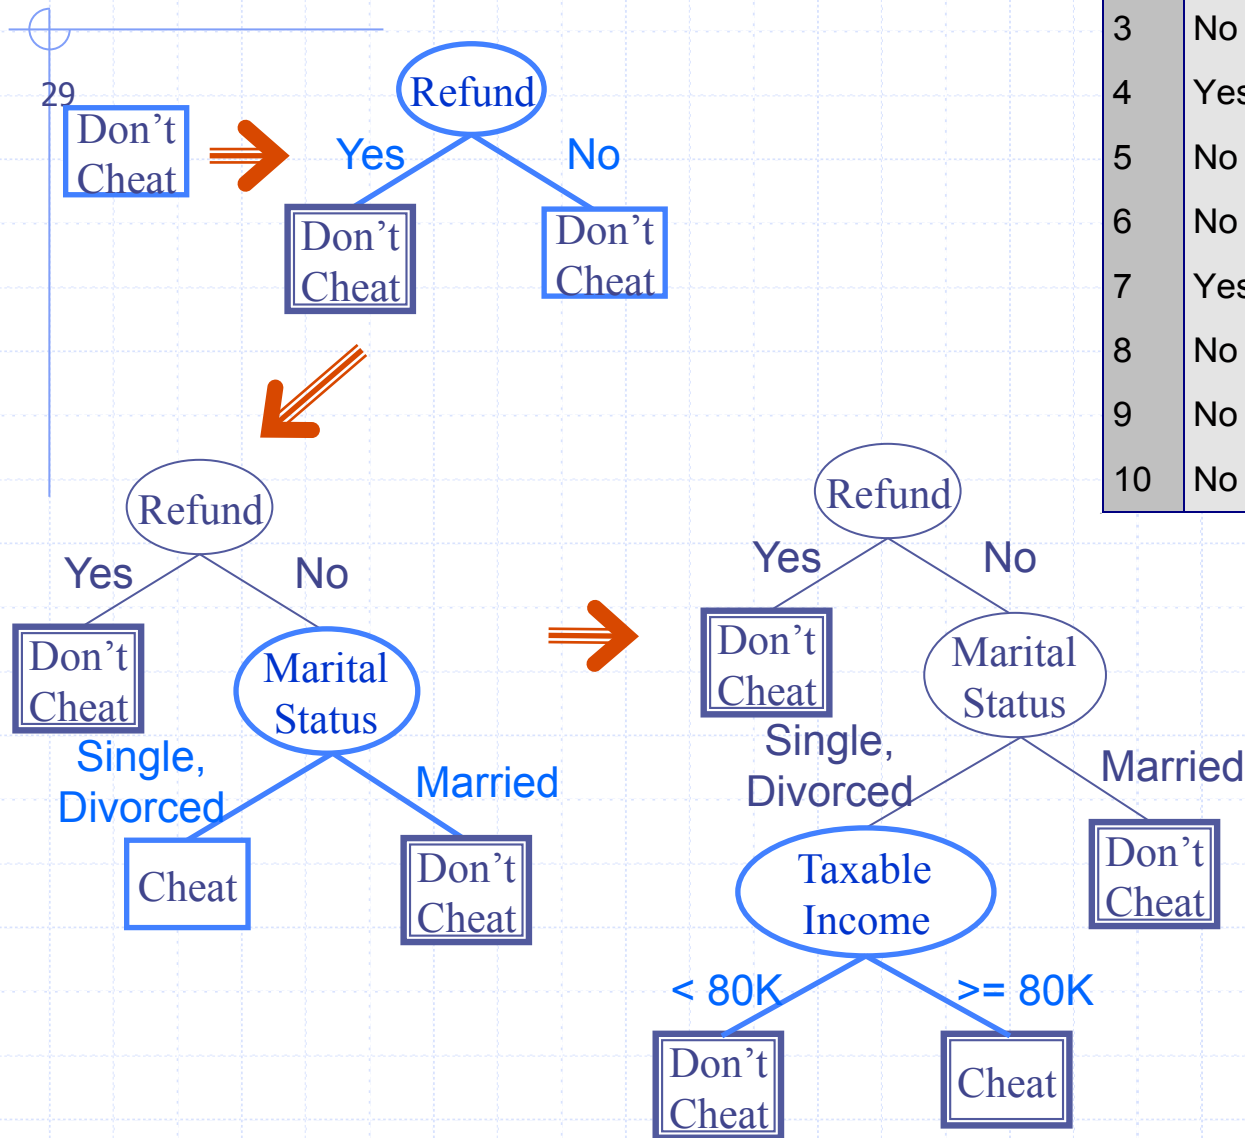 29
Don't
Cheat
Refund
Yes
No
Don't
Cheat
Don't
Cheat
3 No
4 Yes
5 No
6 No
7 Yes
8 No
9 No
10 No
Refund
Yes
No
Don't
Cheat
Marital
Status
Single,
Divorced
Married
Cheat
Don't
Cheat
Refund
Yes
No
Don't
Cheat
Marital
Status
Single,
Divorced
Married
Taxable
Income
Don't
Cheat
< 80K
>= 80K
Don't
Cheat
Cheat